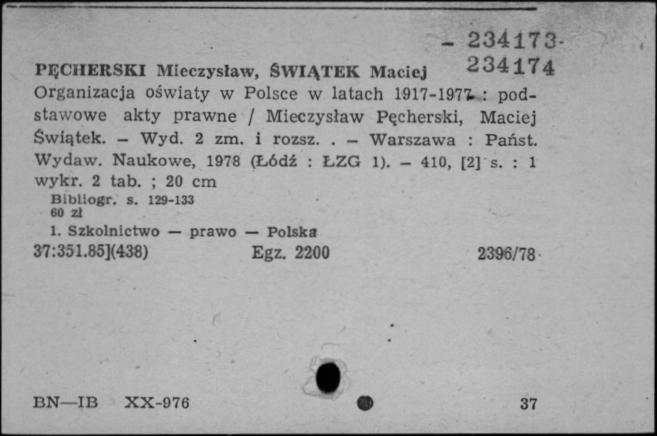 - 234173
234174
PĘCHERSKI Mieczysław, ŚWIĄTEK Maciej
Organizacja oświaty w Polsce w latach 1917-1977 : pod-
stawowe akty prawne / Mieczysław Pęcherski, Maciej
Świątek. — Wyd. 2 zm. i rozsz. . — Warszawa : Państ.
Wydaw. Naukowe, 1978 (Łódź : ŁZG 1). — 410, [2] s. : 1
wykr. 2 tab. ; 20 cm
Bibliogr. s. 129-133
60 zł
1. Szkolnictwo — prawo — Polska
37:351.85](438) Egz. 2200 2396/78
BN—IB XX-976 37